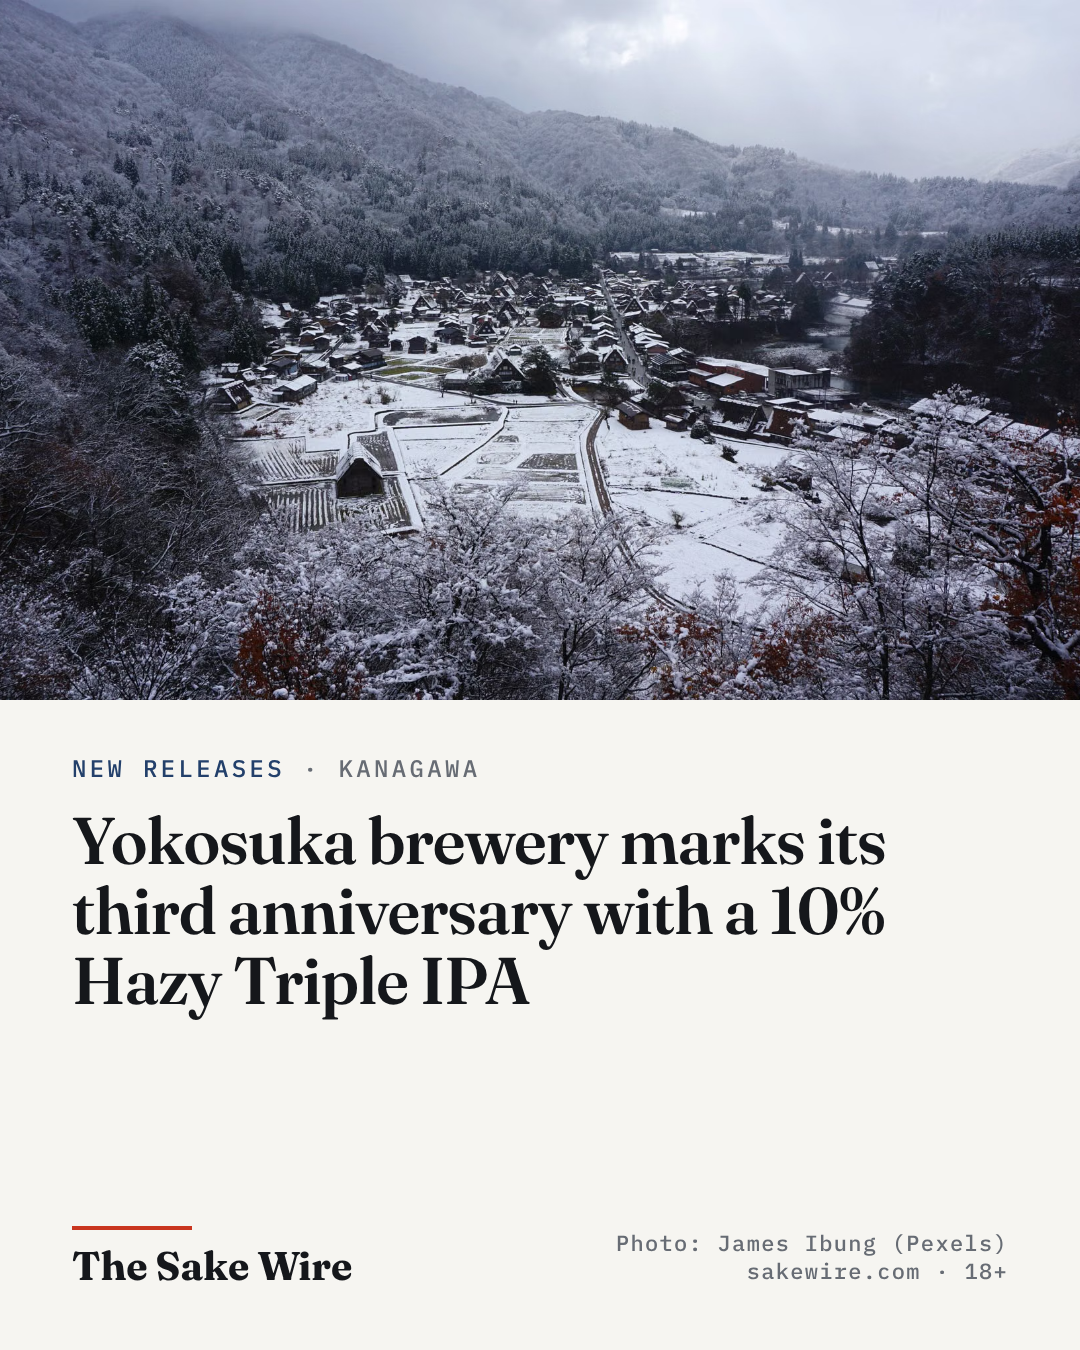 NEW RELEASES · KANAGAWA
Yokosuka brewery marks its
third anniversary with a 10%
Hazy Triple IPA
The Sake Wire
Photo: James Ibung (Pexels)
sakewire.com · 18+